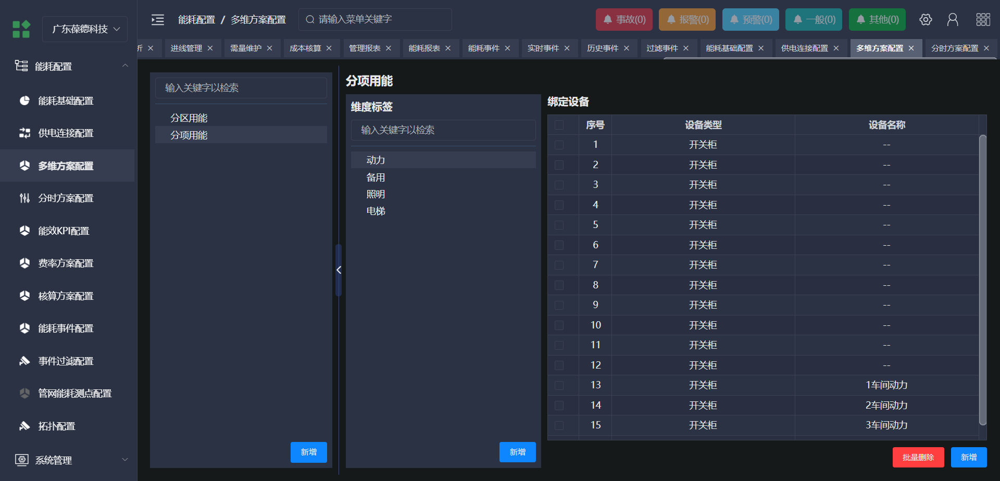 广东葆德科技
能耗配置 / 多维方案配置
请输入菜单关键字
事故(0)
报警(0)
预警(0)
一般(0)
其他(0)
析
进线管理
需量维护
成本核算
管理报表
能耗报表
能耗事件
实时事件
历史事件
过滤事件
能耗基础配置
供电连接配置
多维方案配置
分时方案配置
能耗配置
能耗基础配置
供电连接配置
多维方案配置
分时方案配置
能效KPI配置
费率方案配置
核算方案配置
能耗事件配置
事件过滤配置
管网能耗测点配置
拓扑配置
系统管理
输入关键字以检索
分区用能
分项用能
新增
分项用能
维度标签
输入关键字以检索
动力
备用
照明
电梯
新增
绑定设备
序号 设备类型 设备名称
1 开关柜 --
2 开关柜 --
3 开关柜 --
4 开关柜 --
5 开关柜 --
6 开关柜 --
7 开关柜 --
8 开关柜 --
9 开关柜 --
10 开关柜 --
11 开关柜 --
12 开关柜 --
13 开关柜 1车间动力
14 开关柜 2车间动力
15 开关柜 3车间动力
批量删除
新增